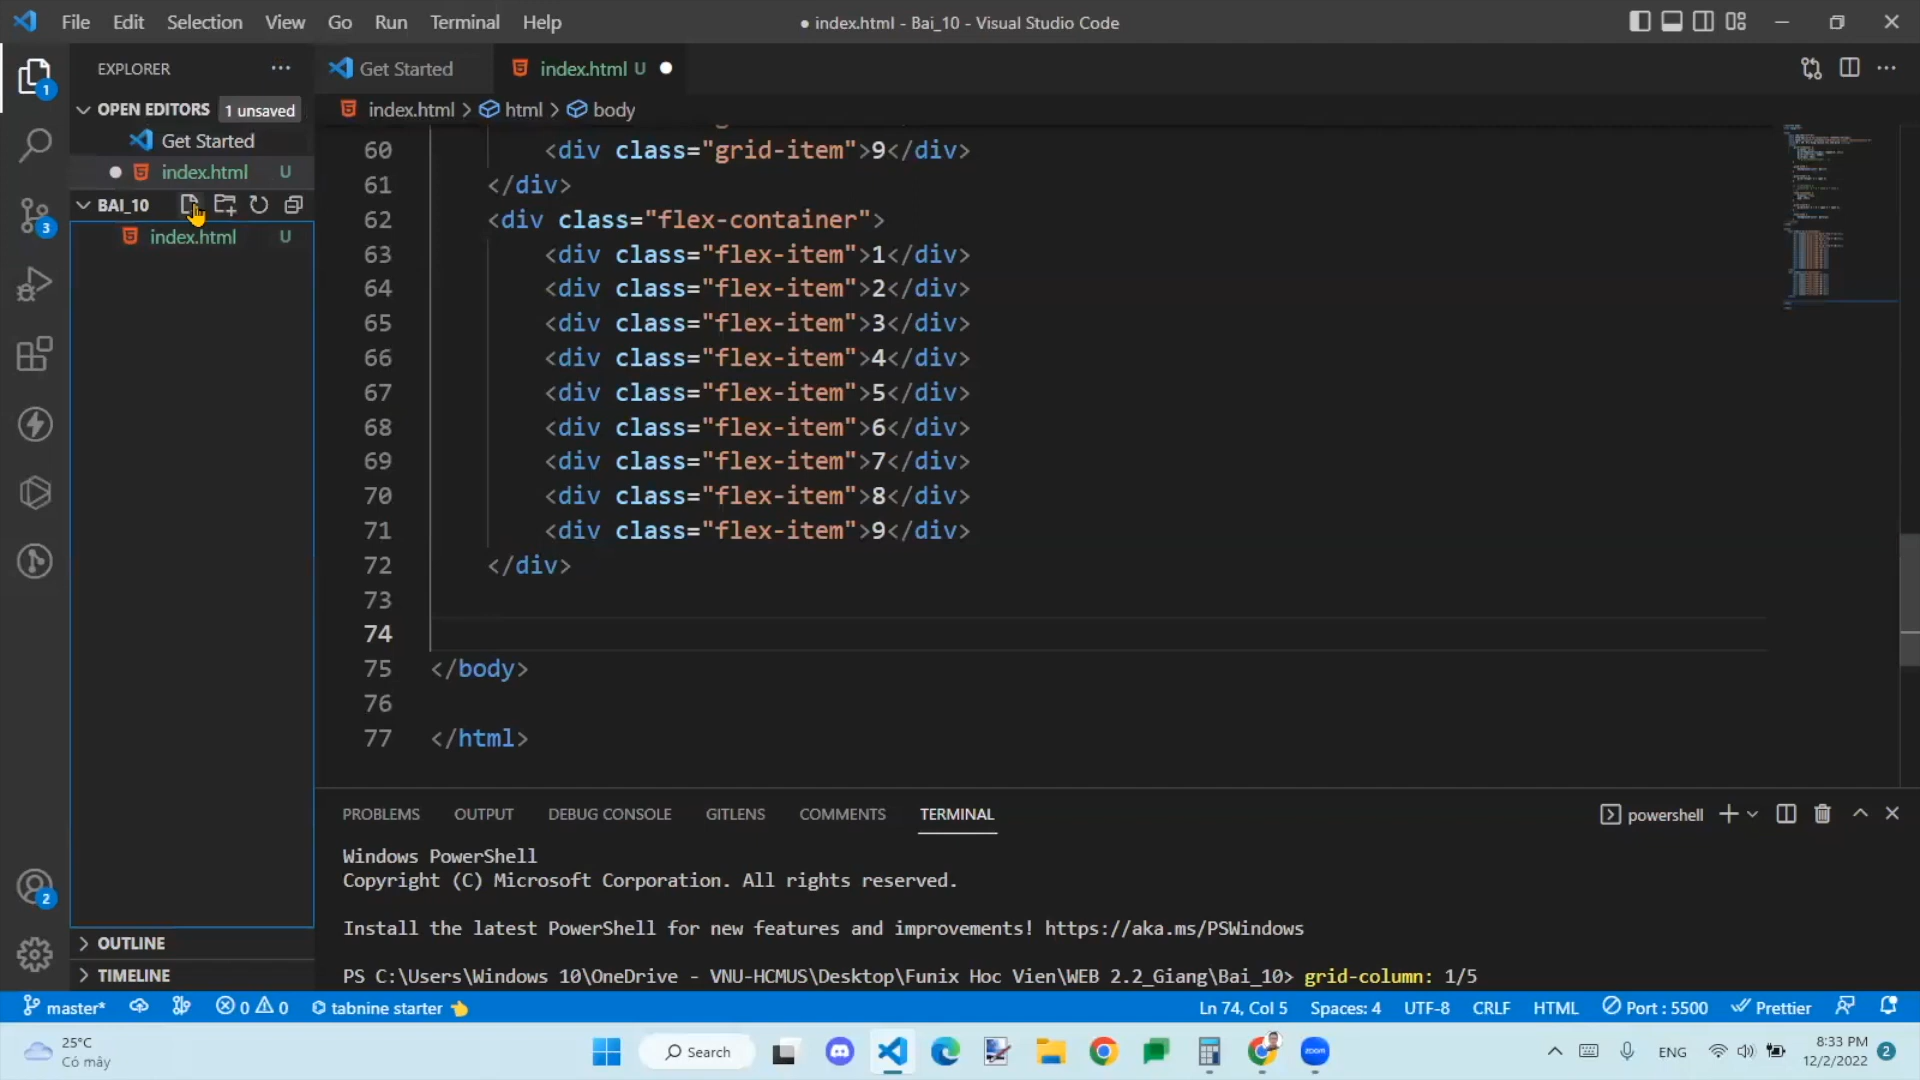 File Edit Selection View Go Run Terminal Help
● index.html - Bai_10 - Visual Studio Code
EXPLORER
OPEN EDITORS 1 unsaved
Get Started
index.html U
BAI_10
index.html U
OUTLINE
TIMELINE
1
3
2
Get Started
index.html U
index.html > html > body
60 <div class="grid-item">9</div>
61 </div>
62 <div class="flex-container">
63 <div class="flex-item">1</div>
64 <div class="flex-item">2</div>
65 <div class="flex-item">3</div>
66 <div class="flex-item">4</div>
67 <div class="flex-item">5</div>
68 <div class="flex-item">6</div>
69 <div class="flex-item">7</div>
70 <div class="flex-item">8</div>
71 <div class="flex-item">9</div>
72 </div>
73
74
75 </body>
76
77 </html>
PROBLEMS OUTPUT DEBUG CONSOLE GITLENS COMMENTS TERMINAL
powershell
Windows PowerShell
Copyright (C) Microsoft Corporation. All rights reserved.
Install the latest PowerShell for new features and improvements! https://aka.ms/PSWindows
PS C:\Users\Windows 10\OneDrive - VNU-HCMUS\Desktop\Funix Hoc Vien\WEB 2.2_Giang\Bai_10> grid-column: 1/5
master* 0 0 tabnine starter
Ln 74, Col 5 Spaces: 4 UTF-8 CRLF HTML Port : 5500 Prettier
25°C
Có mây
Search
zoom
ENG
8:33 PM
12/2/2022
2